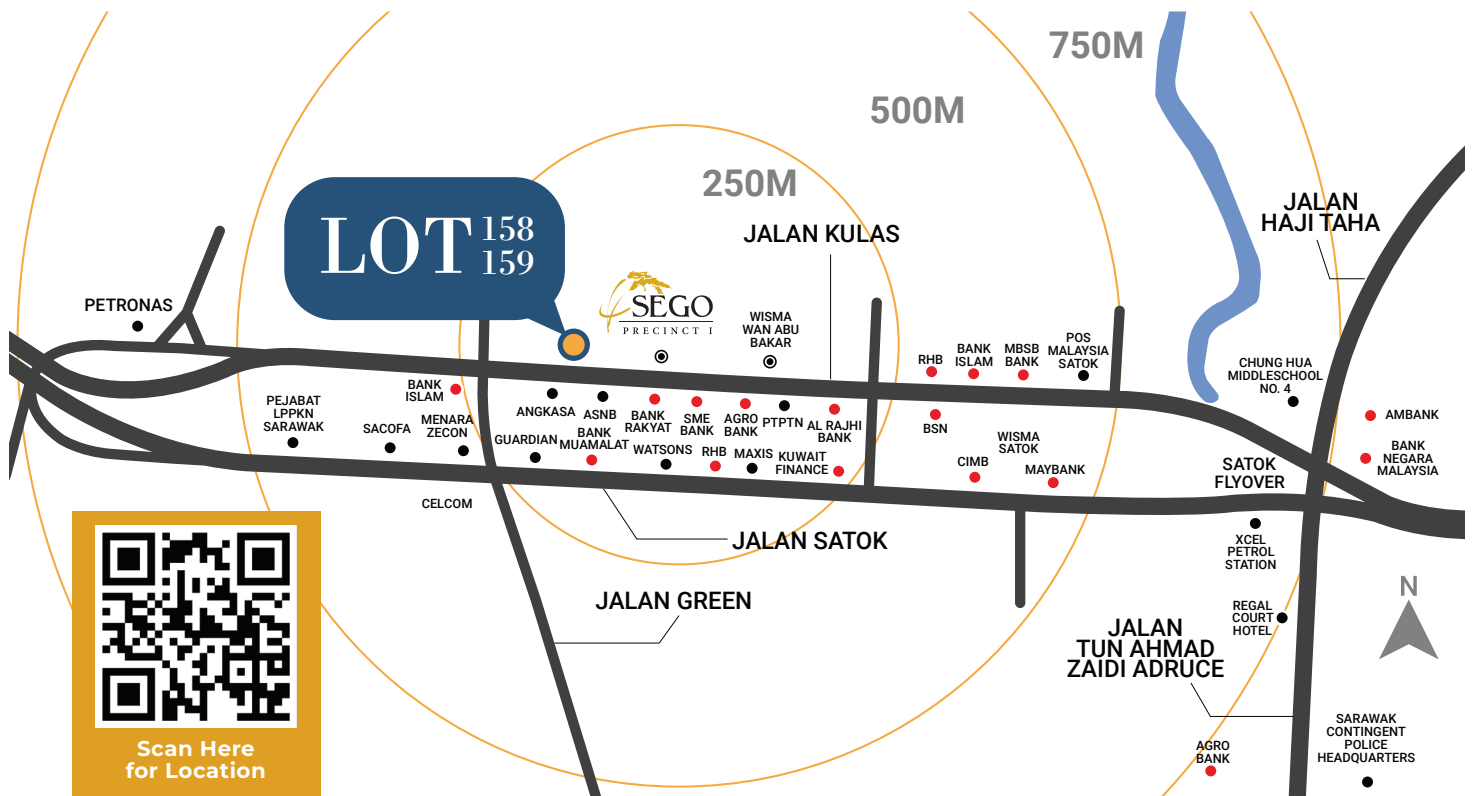 750M
500M
250M
LOT 158
159
JALAN
HAJI TAHA
JALAN KULAS
SEGO
PRECINCT I
PETRONAS
WISMA
WAN ABU
BAKAR
RHB
BANK
ISLAM
MBSB
BANK
POS
MALAYSIA
SATOK
CHUNG HUA
MIDDLESCHOOL
NO. 4
BANK
ISLAM
ANGKASA
ASNB
BANK
RAKYAT
SME
BANK
AGRO
BANK
PTPTN
AL RAJHI
BANK
BSN
AMBANK
PEJABAT
LPPKN
SARAWAK
SACOFA
MENARA
ZECON
GUARDIAN
BANK
MUAMALAT
WATSONS
RHB
MAXIS
KUWAIT
FINANCE
CIMB
WISMA
SATOK
MAYBANK
SATOK
FLYOVER
BANK
NEGARA
MALAYSIA
CELCOM
JALAN SATOK
XCEL
PETROL
STATION
JALAN GREEN
REGAL
COURT
HOTEL
N
JALAN
TUN AHMAD
ZAIDI ADRUCE
SARAWAK
CONTINGENT
POLICE
HEADQUARTERS
AGRO
BANK
Scan Here
for Location